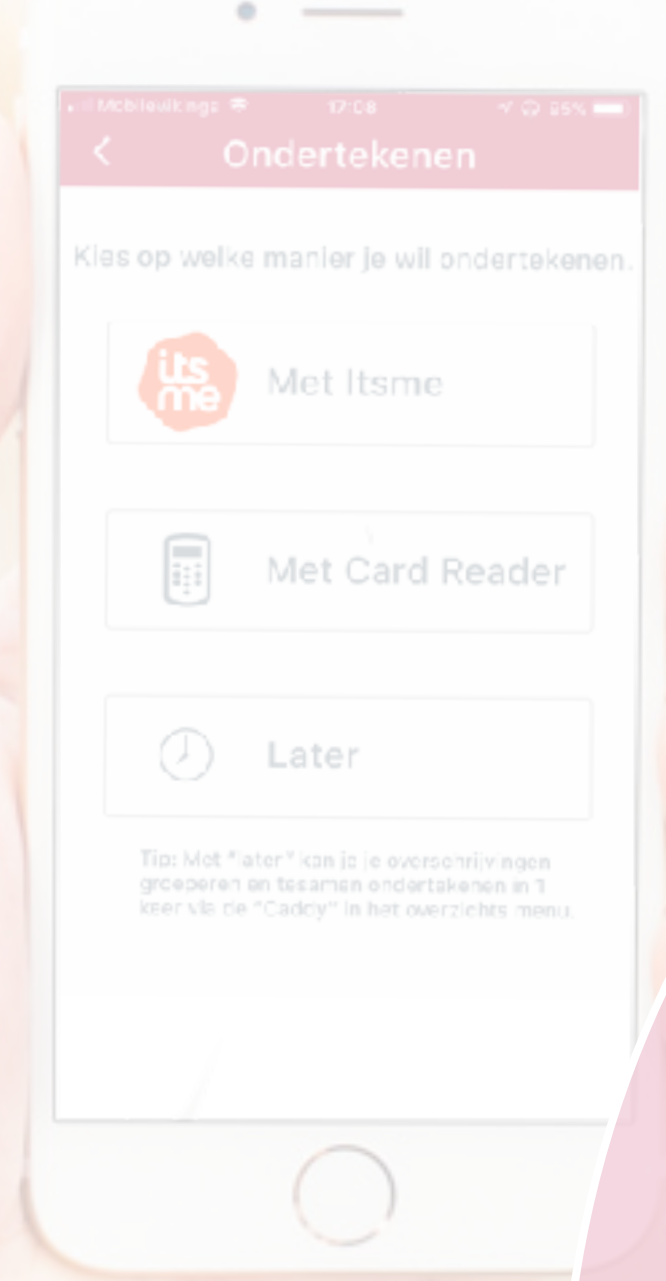 Mobilevikings 17:08 95%
Ondertekenen
Kies op welke manier je wil ondertekenen.
its
me
Met Itsme
Met Card Reader
Later
Tip: Met "later" kan je je overschrijvingen
groeperen en tesamen ondertekenen in 1
keer via de "Caddy" in het overzichts menu.